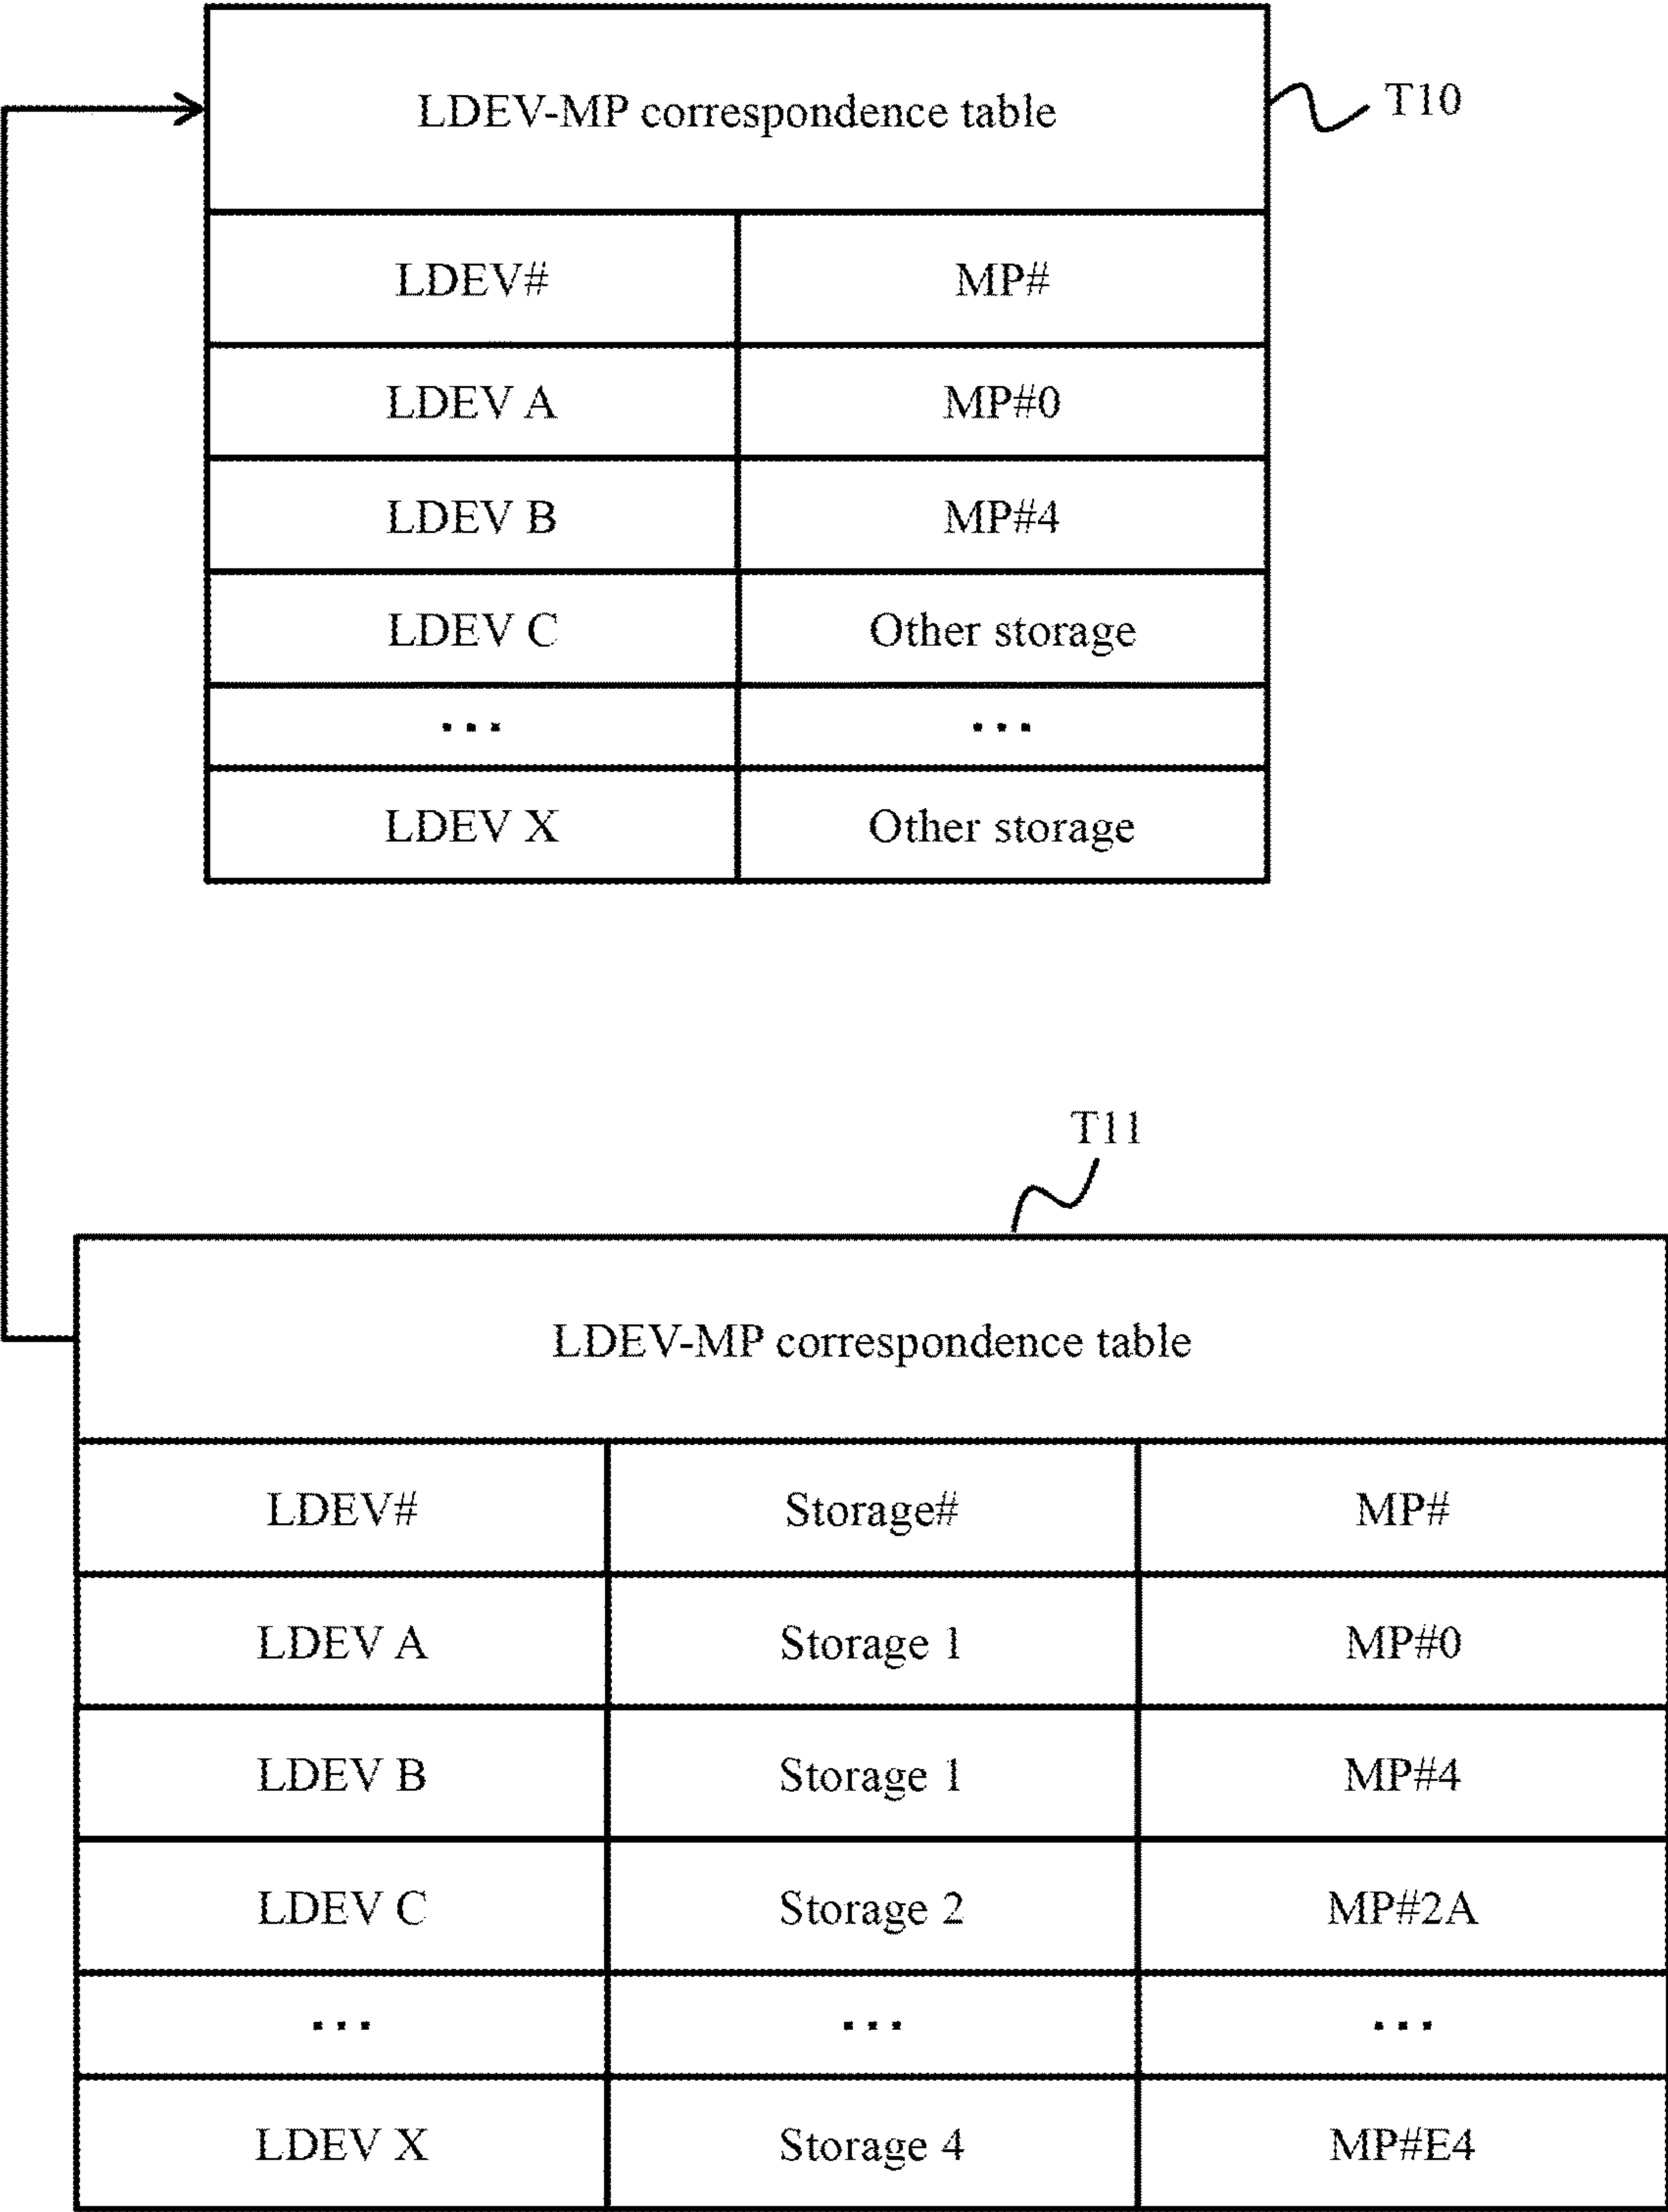 LDEV-MP correspondence table
T10
LDEV# MP#
LDEV A MP#0
LDEV B MP#4
LDEV C Other storage
... ...
LDEV X Other storage
T11
LDEV-MP correspondence table
LDEV# Storage# MP#
LDEV A Storage 1 MP#0
LDEV B Storage 1 MP#4
LDEV C Storage 2 MP#2A
... ... ...
LDEV X Storage 4 MP#E4